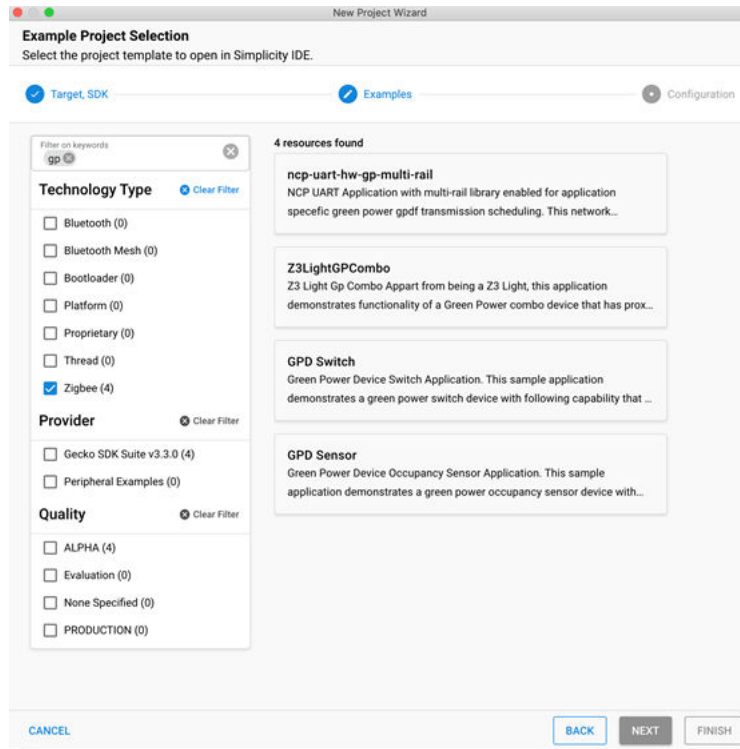 New Project Wizard
Example Project Selection
Select the project template to open in Simplicity IDE.
Target, SDK
Examples
Configuration
Filter on keywords
gp
Technology Type
Clear Filter
Bluetooth (0)
Bluetooth Mesh (0)
Bootloader (0)
Platform (0)
Proprietary (0)
Thread (0)
Zigbee (4)
Provider
Clear Filter
Gecko SDK Suite v3.3.0 (4)
Peripheral Examples (0)
Quality
Clear Filter
ALPHA (4)
Evaluation (0)
None Specified (0)
PRODUCTION (0)
4 resources found
ncp-uart-hw-gp-multi-rail
NCP UART Application with multi-rail library enabled for application
specefic green power gpdf transmission scheduling. This network...
Z3LightGPCombo
Z3 Light Gp Combo Appart from being a Z3 Light, this application
demonstrates functionality of a Green Power combo device that has prox...
GPD Switch
Green Power Device Switch Application. This sample application
demonstrates a green power switch device with following capability that ...
GPD Sensor
Green Power Device Occupancy Sensor Application. This sample
application demonstrates a green power occupancy sensor device with...
CANCEL
BACK
NEXT
FINISH